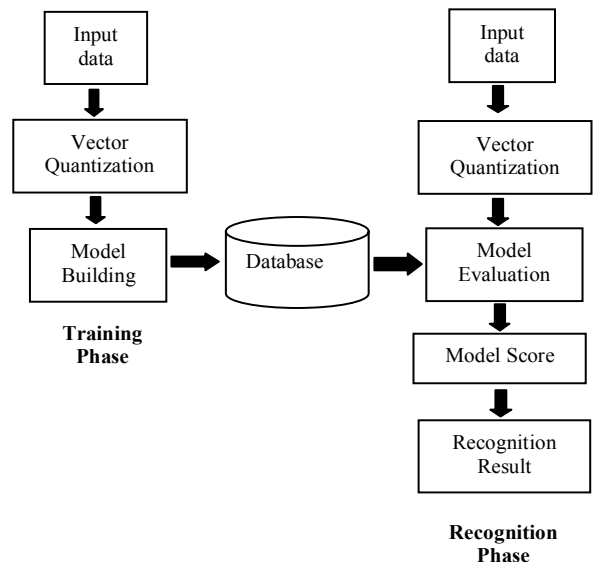 Input
data
Vector
Quantization
Model
Building
Training
Phase
Database
Input
data
Vector
Quantization
Model
Evaluation
Model Score
Recognition
Result
Recognition
Phase